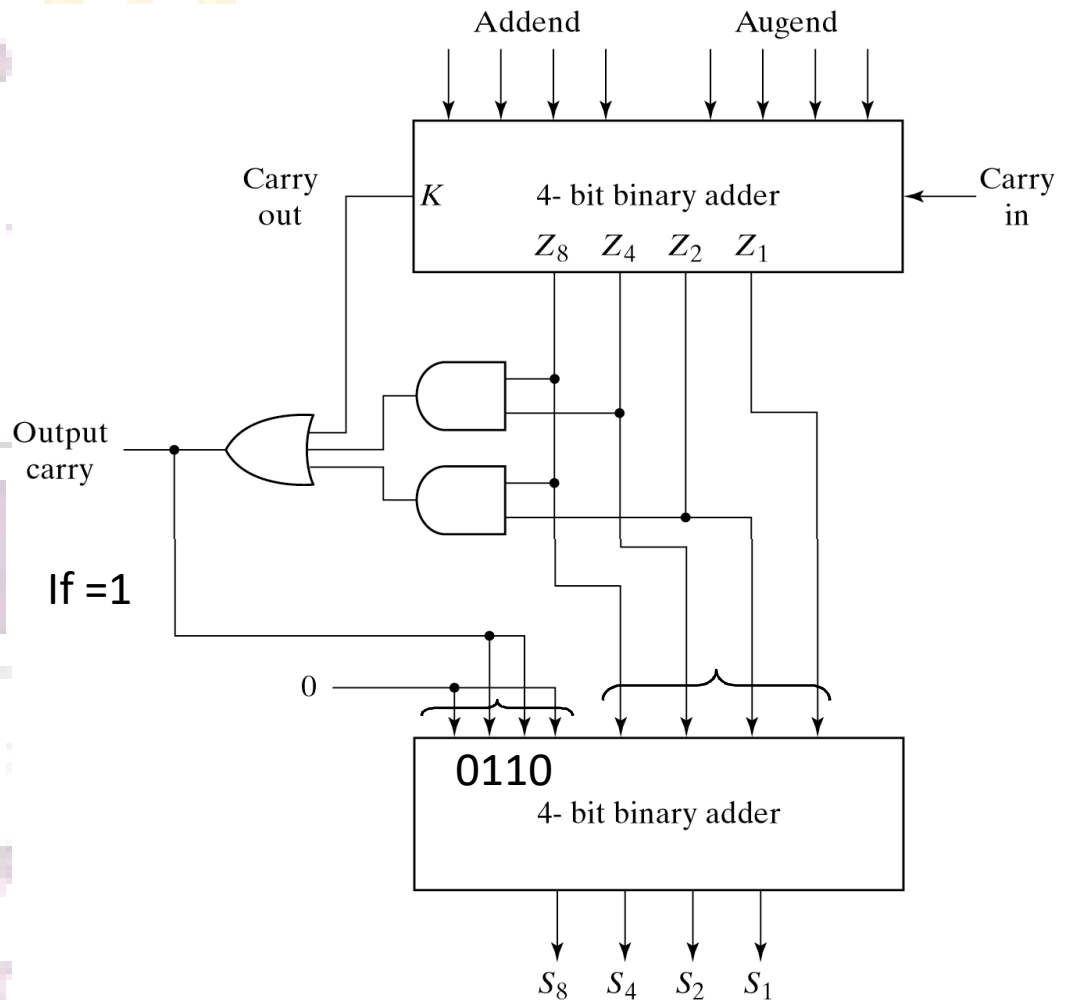 Addend Augend
Carry out
K 4- bit binary adder
Carry in
Z8 Z4 Z2 Z1
Output carry
If =1
0
0110
4- bit binary adder
S8 S4 S2 S1